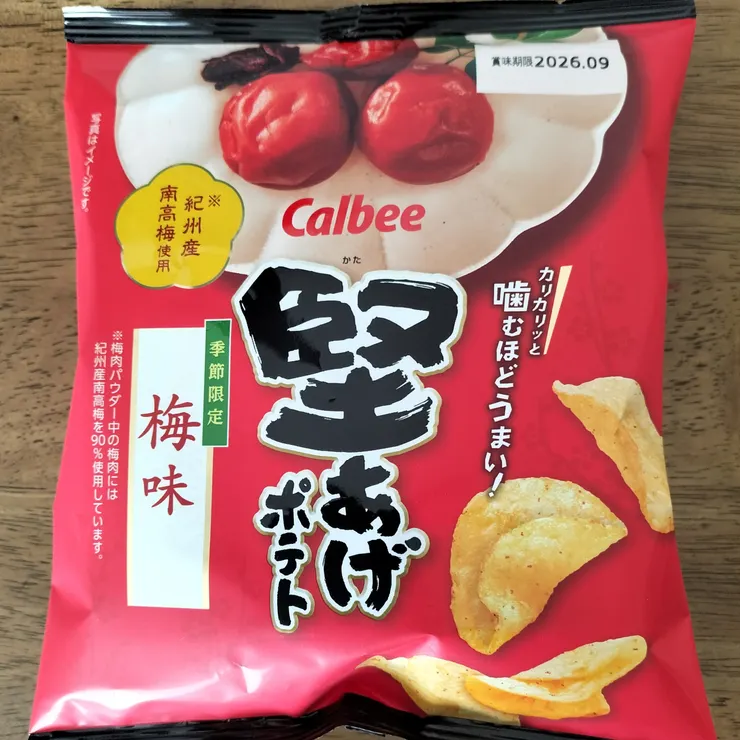 賞味期限2026.09
写真はイメージです。
※紀州産
南高梅使用
Calbee
かた
堅あげ
ポテト
カリカリッと
噛むほどうまい!
季節限定
梅味
※梅肉パウダー中の梅肉には
紀州産南高梅を90%使用しています。